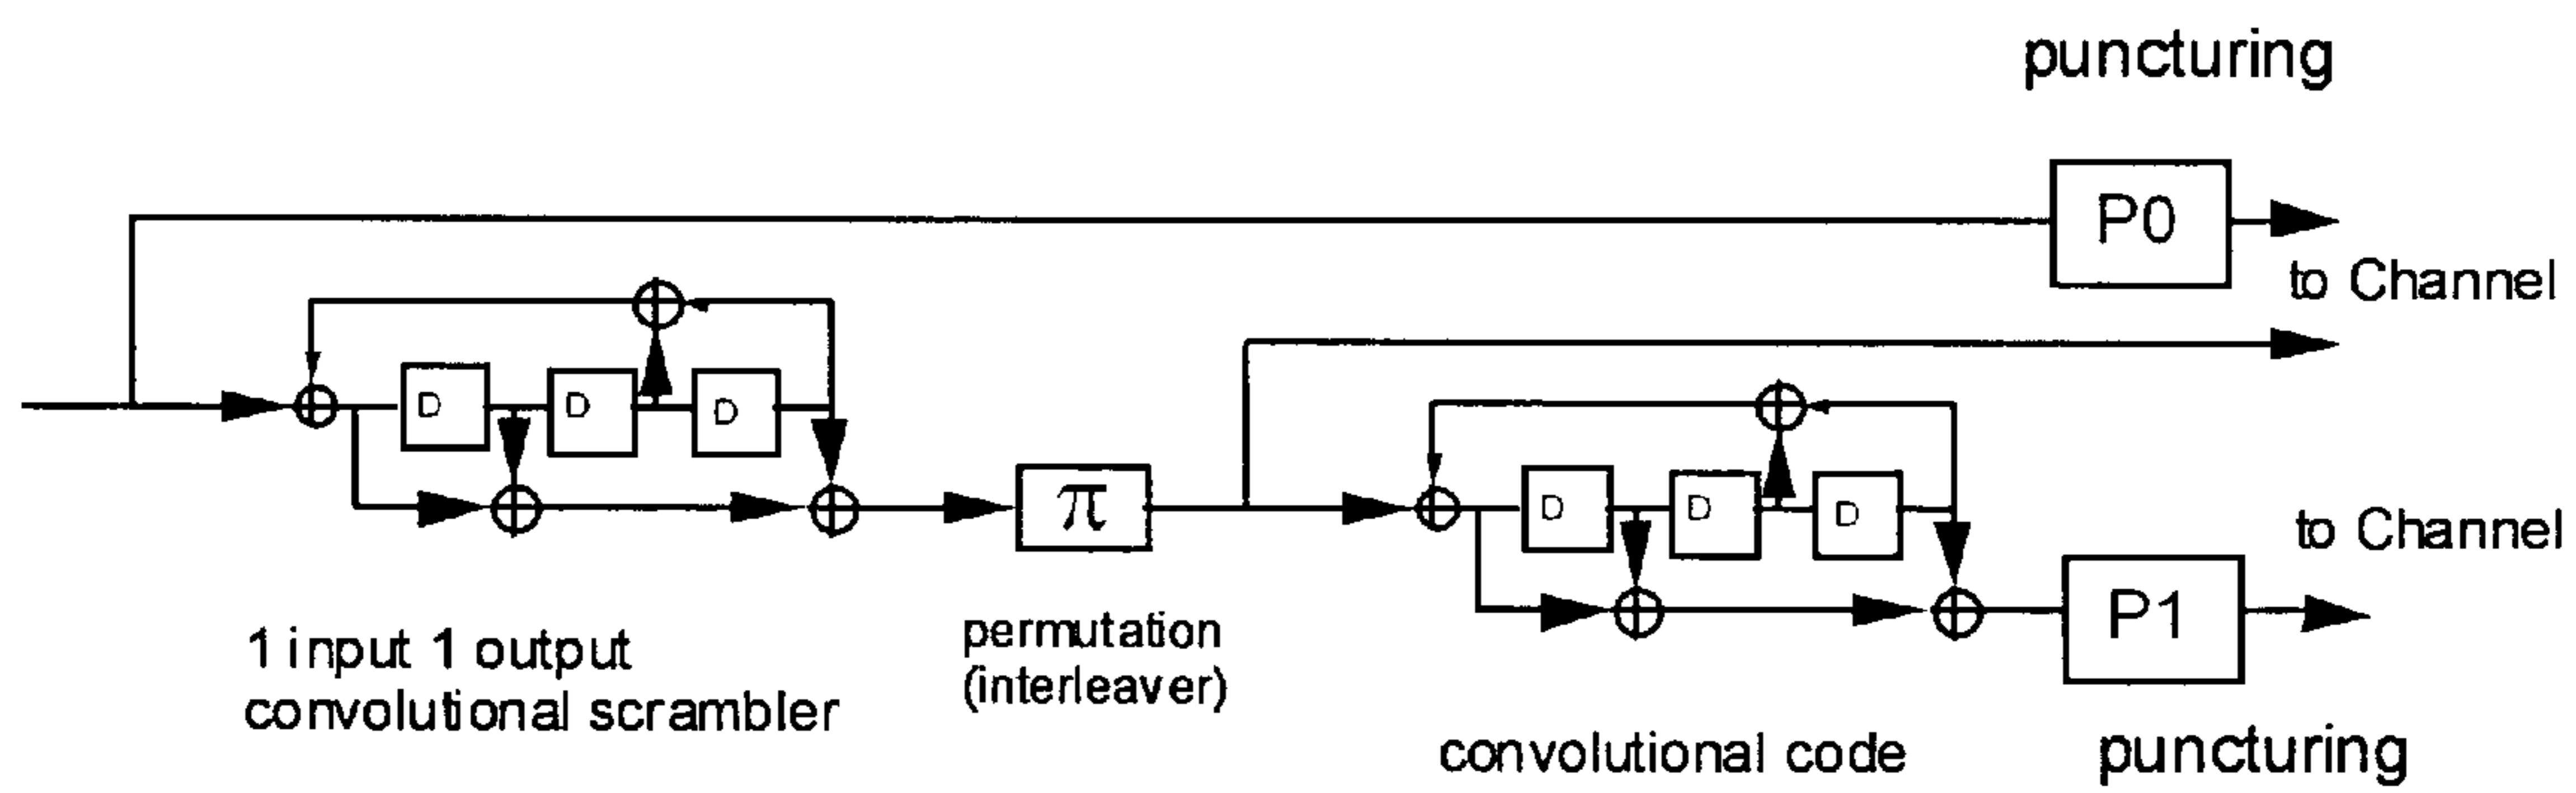 puncturing
P0
to Channel
D
D
D
D
D
D
π
to Channel
P1
1 input 1 output
convolutional scrambler
permutation
(interleaver)
convolutional code
puncturing